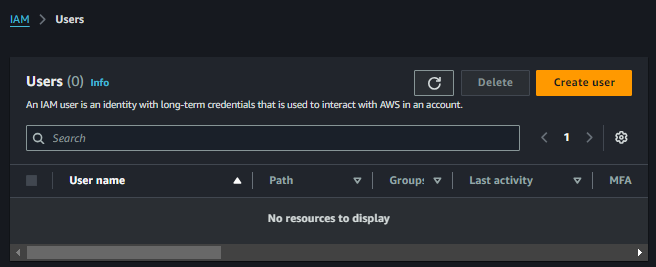 IAM > Users
Users (0) Info
Delete
Create user
An IAM user is an identity with long-term credentials that is used to interact with AWS in an account.
Search
1
User name Path Groups Last activity MFA
No resources to display